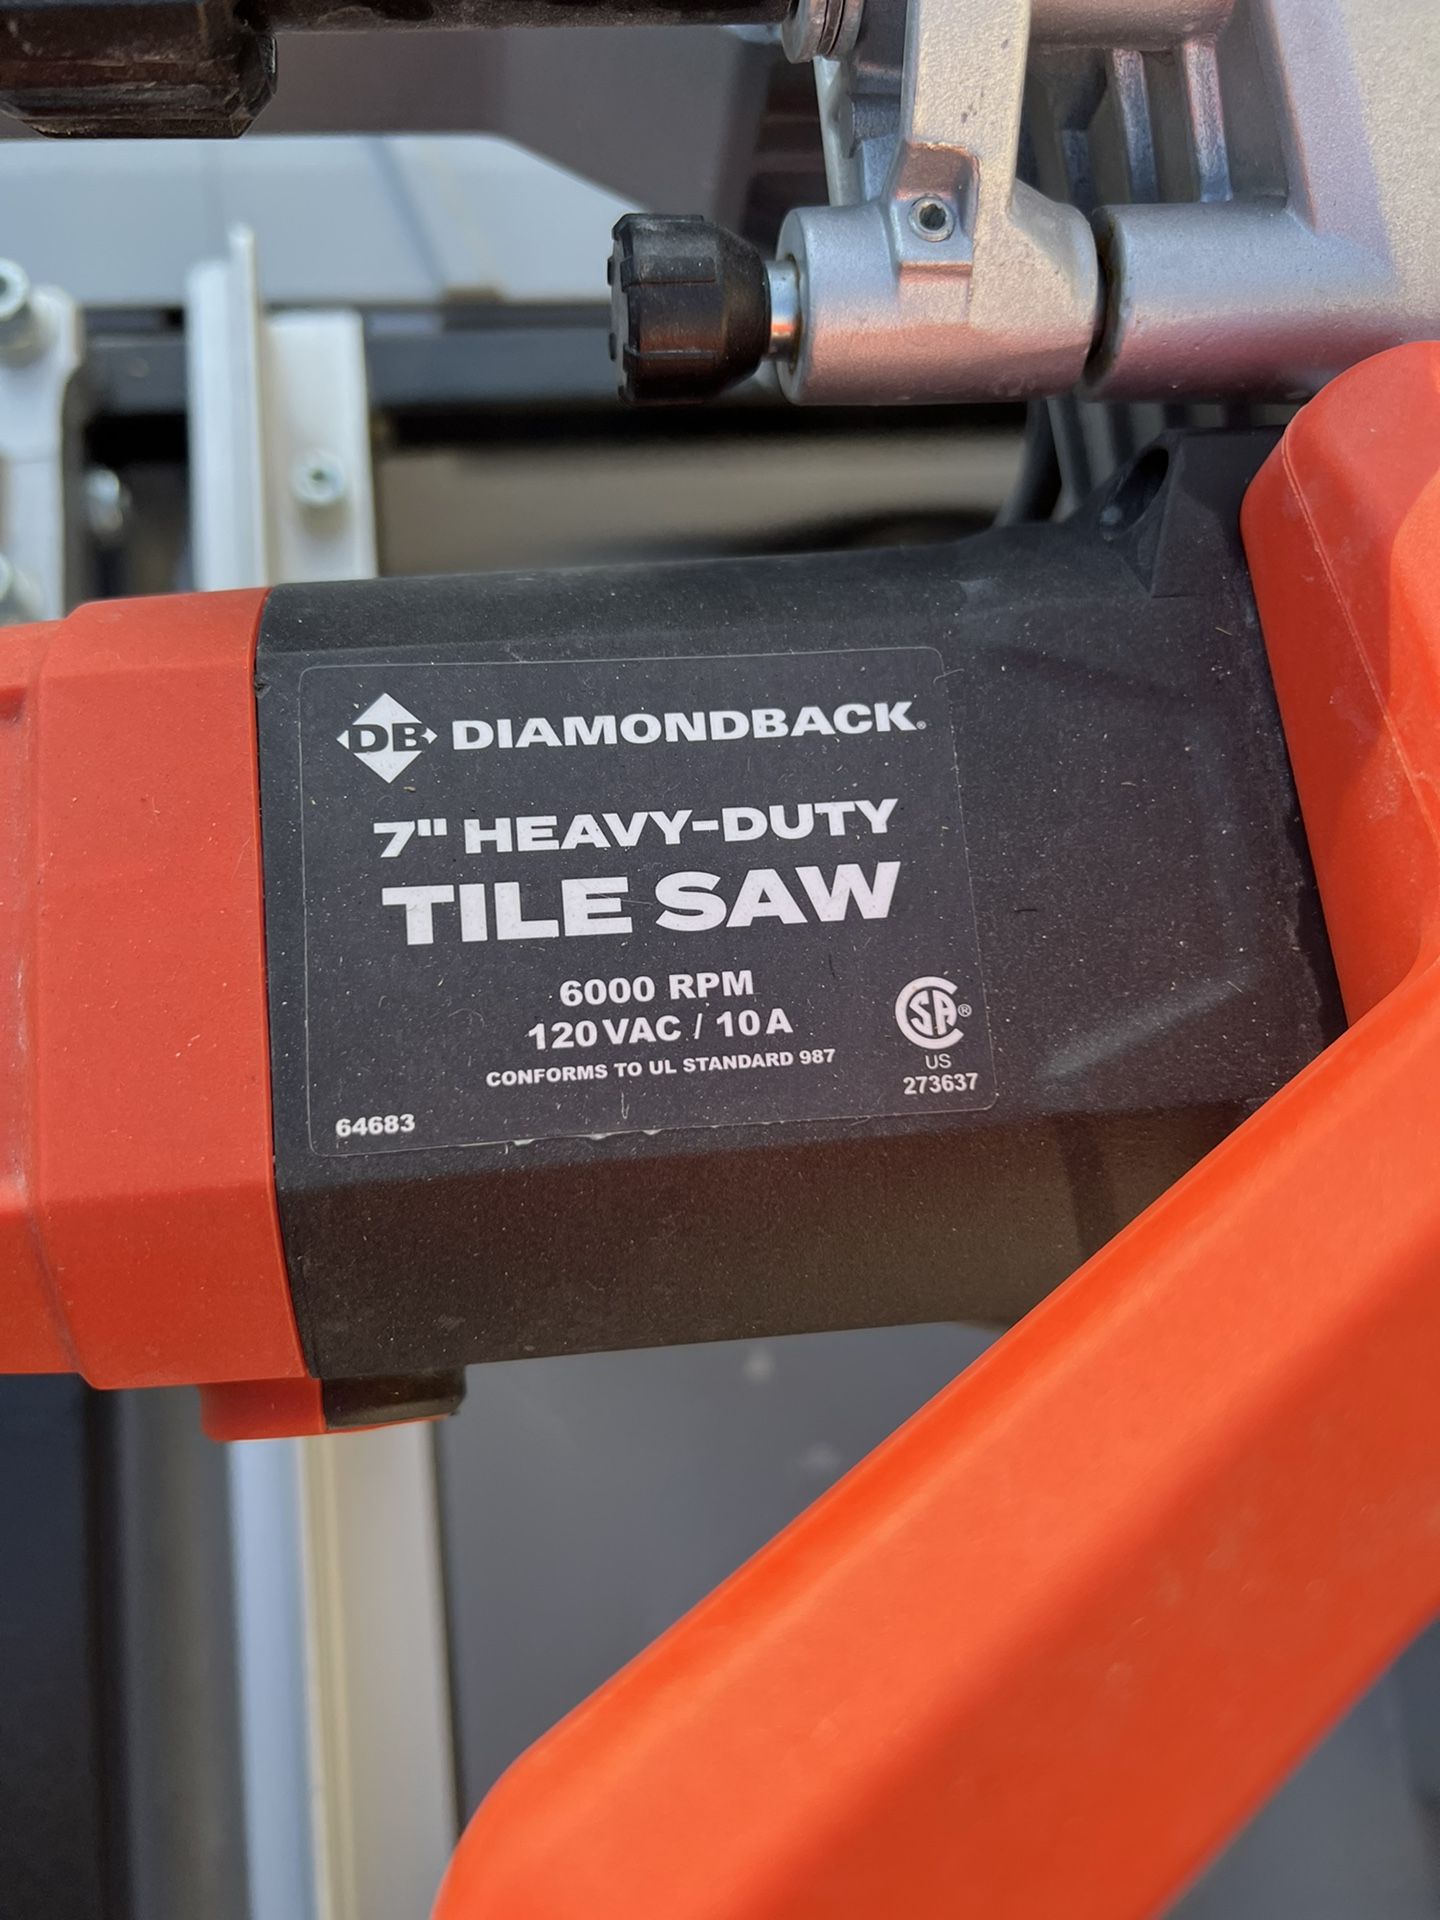 DB DIAMONDBACK®
7" HEAVY-DUTY
TILE SAW
6000 RPM
120 VAC / 10 A
CONFORMS TO UL STANDARD 987
SA®
US
273637
64683